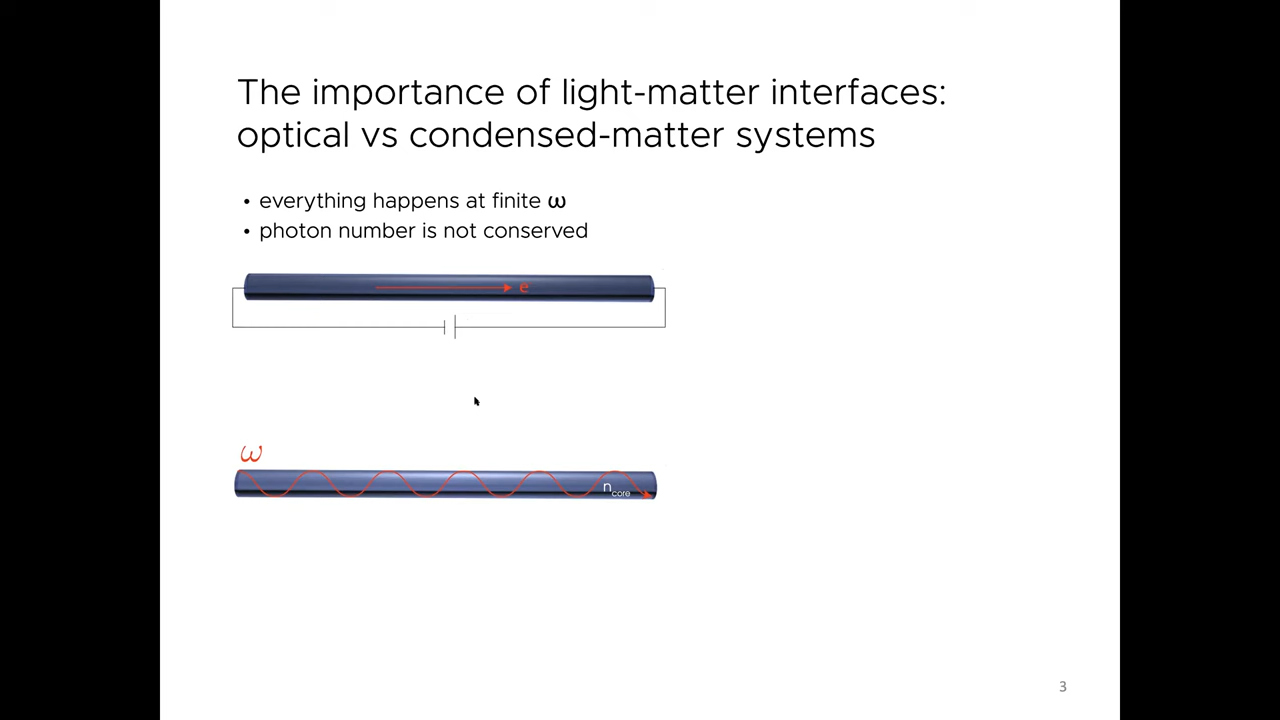 The importance of light-matter interfaces:
optical vs condensed-matter systems
• everything happens at finite ω
• photon number is not conserved
e
ω
n core
3